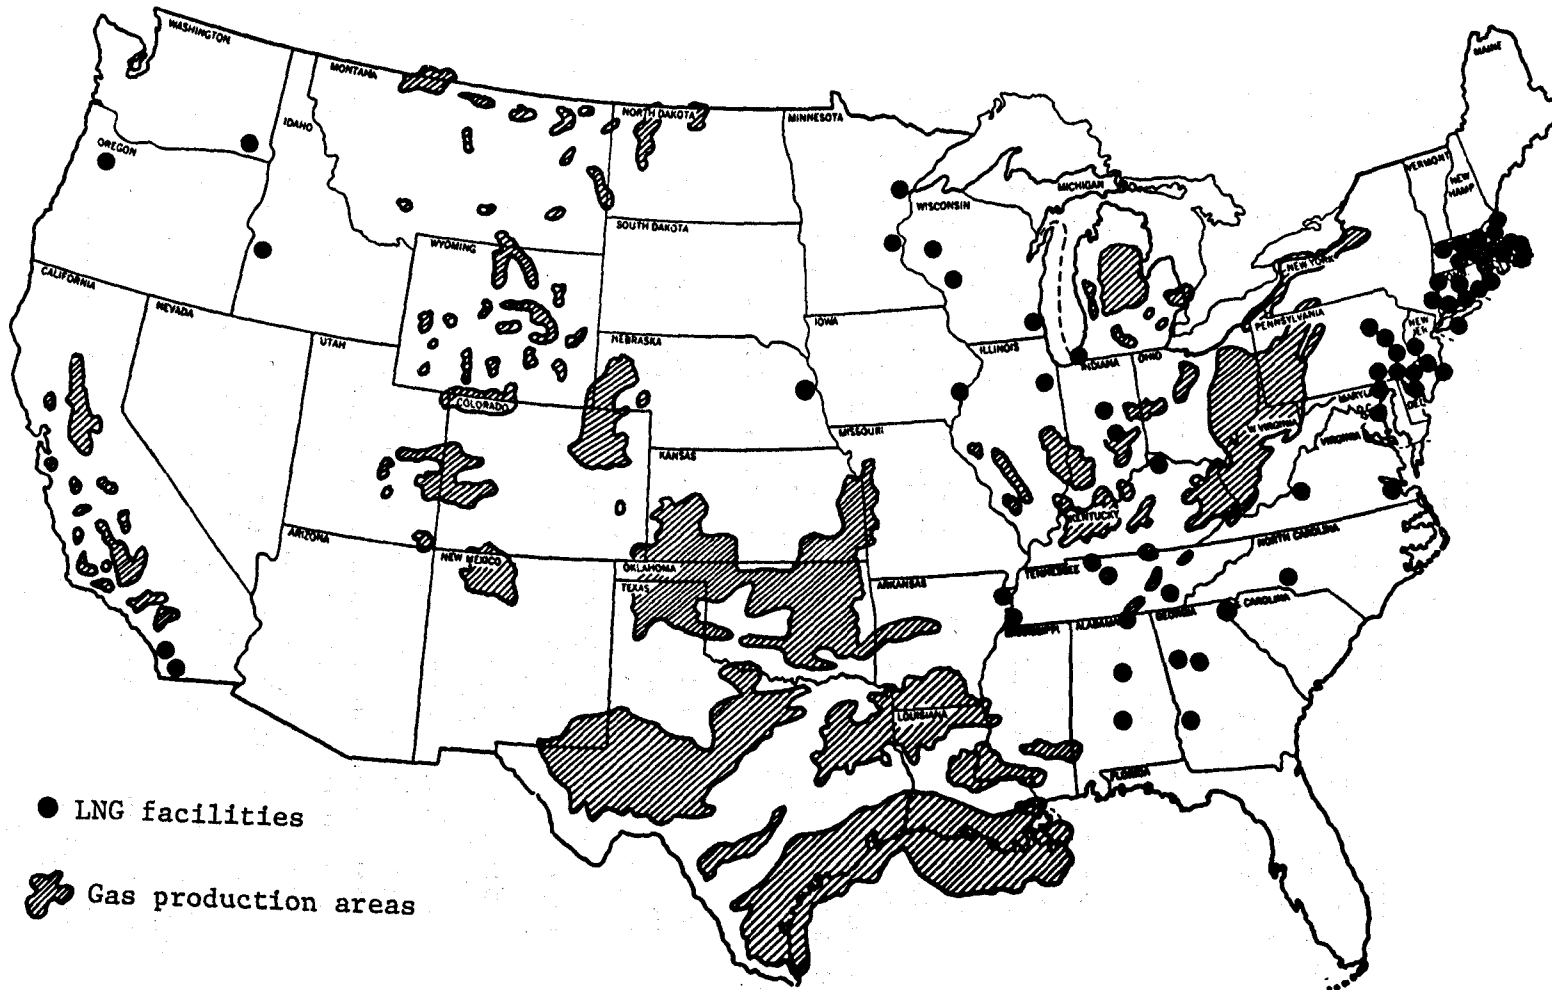 WASHINGTON
MAINE
MONTANA
NORTH DAKOTA
MINNESOTA
IDAHO
OREGON
VERMONT
NEW
HAMP
MICHIGAN
WISCONSIN
SOUTH DAKOTA
WYOMING
NEW YORK
CALIFORNIA
NEVADA
IOWA
PENNSYLVANIA
NEW
UTAH
NEBRASKA
ILLINOIS
INDIANA
OHIO
COLORADO
DEL
W VIRGINIA
VIRGINIA
MISSOURI
KANSAS
KENTUCKY
ARIZONA
NEW MEXICO
OKLAHOMA
TEXAS
ARKANSAS
TENNESSEE
NORTH CAROLINA
ALABAMA
GEORGIA
S. CAROLINA
LOUISIANA
FLORIDA
LNG facilities
Gas production areas